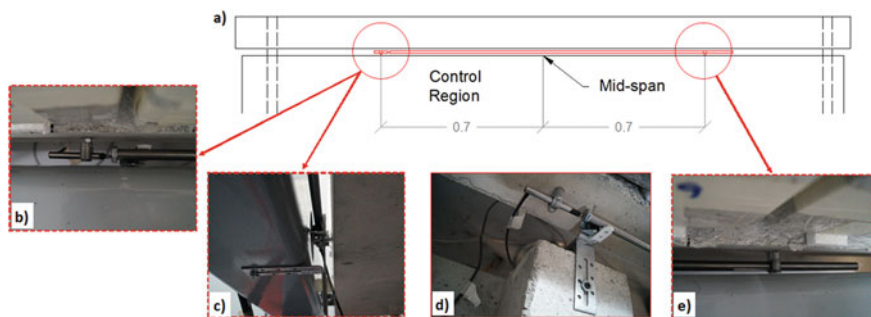 a)
Control
Region
Mid-span
0.7
0.7
b)
c)
d)
e)